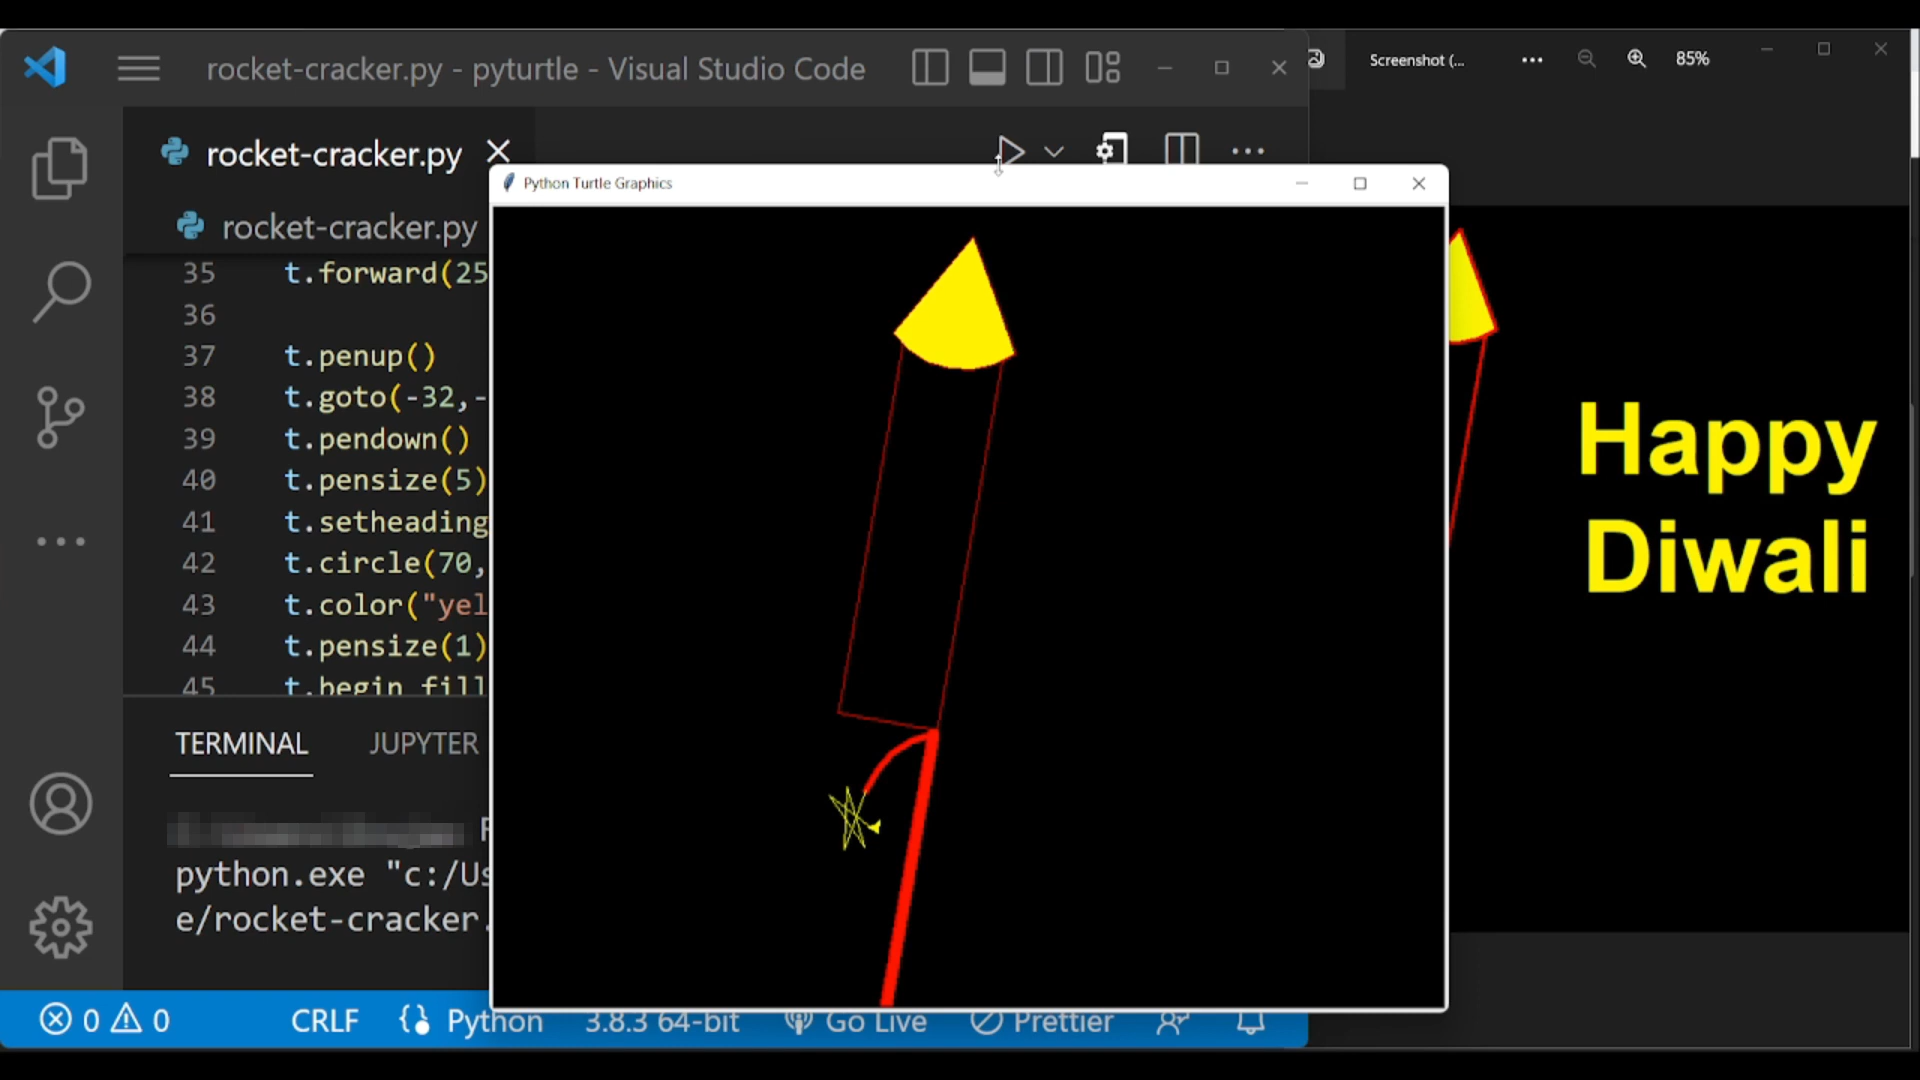 rocket-cracker.py - pyturtle - Visual Studio Code
Screenshot (...
85%
rocket-cracker.py
Python Turtle Graphics
rocket-cracker.py
35 t.forward(25
36
37 t.penup()
38 t.goto(-32,-
39 t.pendown()
40 t.pensize(5)
41 t.setheading
42 t.circle(70,
43 t.color("yel
44 t.pensize(1)
45 t.begin_fill
Happy
Diwali
TERMINAL JUPYTER
python.exe "c:/Us
e/rocket-cracker.
0 0 CRLF Python 3.8.3 64-bit Go Live Prettier